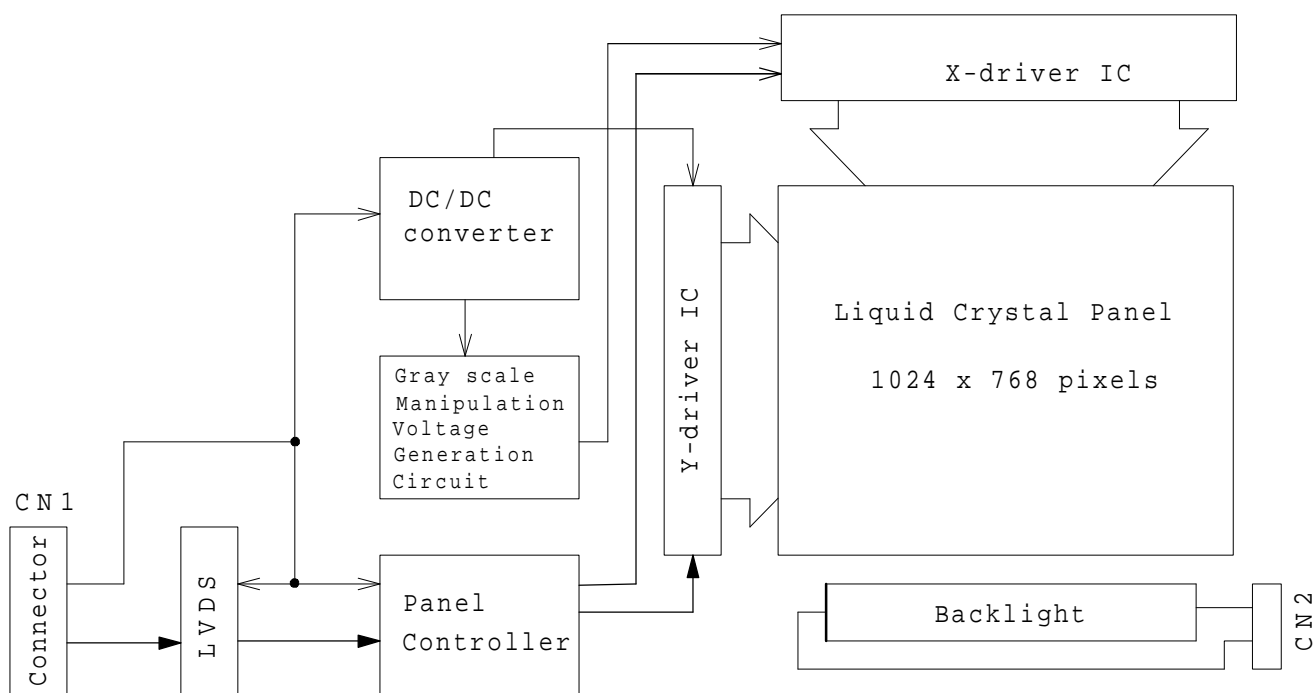 X-driver IC
DC/DC
converter
Y-driver IC
Liquid Crystal Panel
1024 x 768 pixels
Gray scale
Manipulation
Voltage
Generation
Circuit
CN1
Connector
LVDS
Panel
Controller
Backlight
CN2